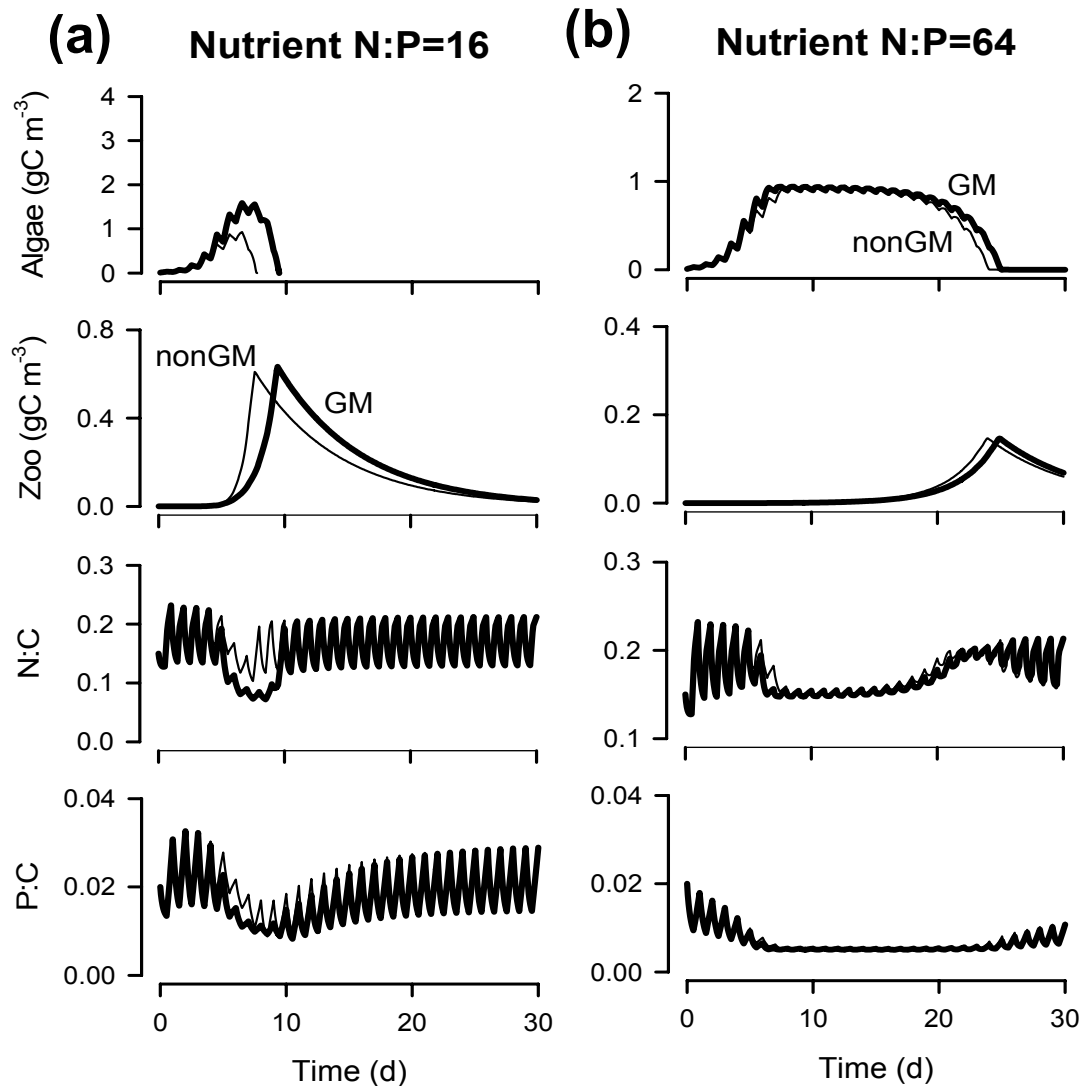 (a) Nutrient N:P=16
Algae (gC m-3)
4
3
2
1
0
Zoo (gC m-3)
0.8
0.4
0.0
nonGM
GM
N:C
0.3
0.2
0.1
0.0
P:C
0.04
0.02
0.00
0 10 20 30
Time (d)
(b) Nutrient N:P=64
2
1
0
GM
nonGM
0.4
0.2
0.0
0.3
0.2
0.1
0.04
0.02
0.00
0 10 20 30
Time (d)